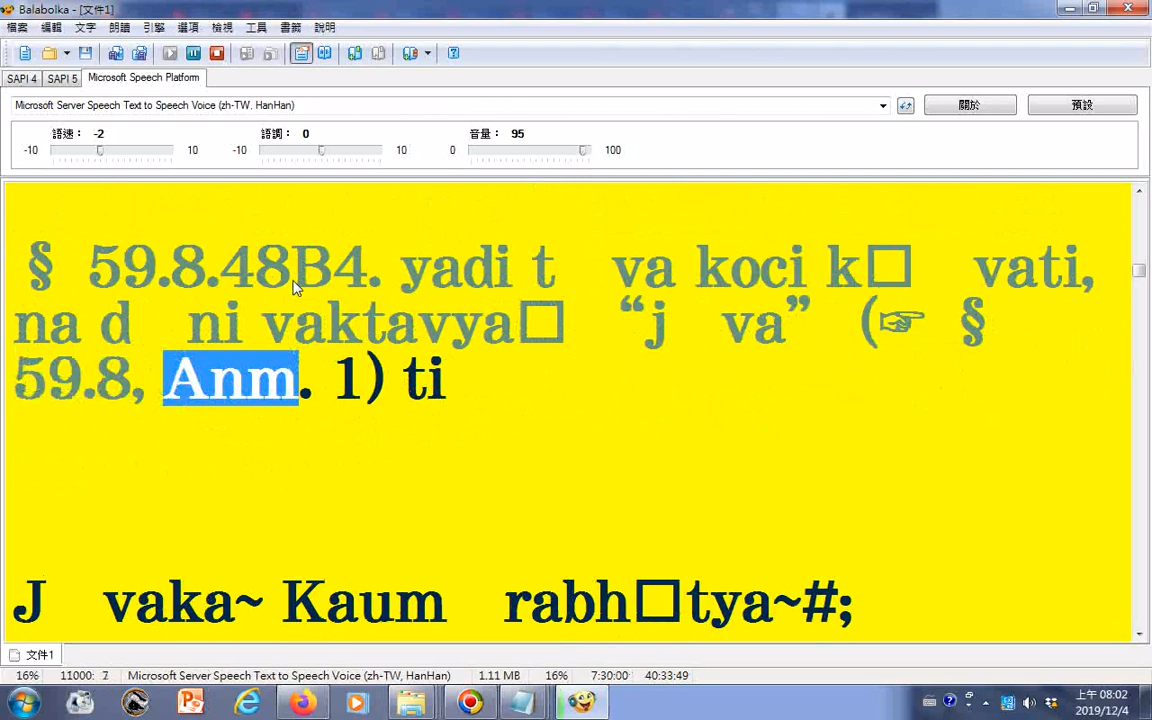 Balabolka - [文件1]
檔案 編輯 文字 朗讀 引擎 選項 檢視 工具 書籤 說明
SAPI 4 SAPI 5 Microsoft Speech Platform
Microsoft Server Speech Text to Speech Voice (zh-TW, HanHan) 關於 預設
語速： -2 語調： 0 音量： 95
-10 10 -10 10 0 100
§ 59.8.48B4. yadi t va koci k□ vati,
na d ni vaktavya□ “j va” (☞ §
59.8, Anm. 1) ti
J vaka~ Kaum rabh□tya~#;
文件1
16% 11000: 7 Microsoft Server Speech Text to Speech Voice (zh-TW, HanHan) 1.11 MB 16% 7:30:00 40:33:49
上午 08:02
2019/12/4